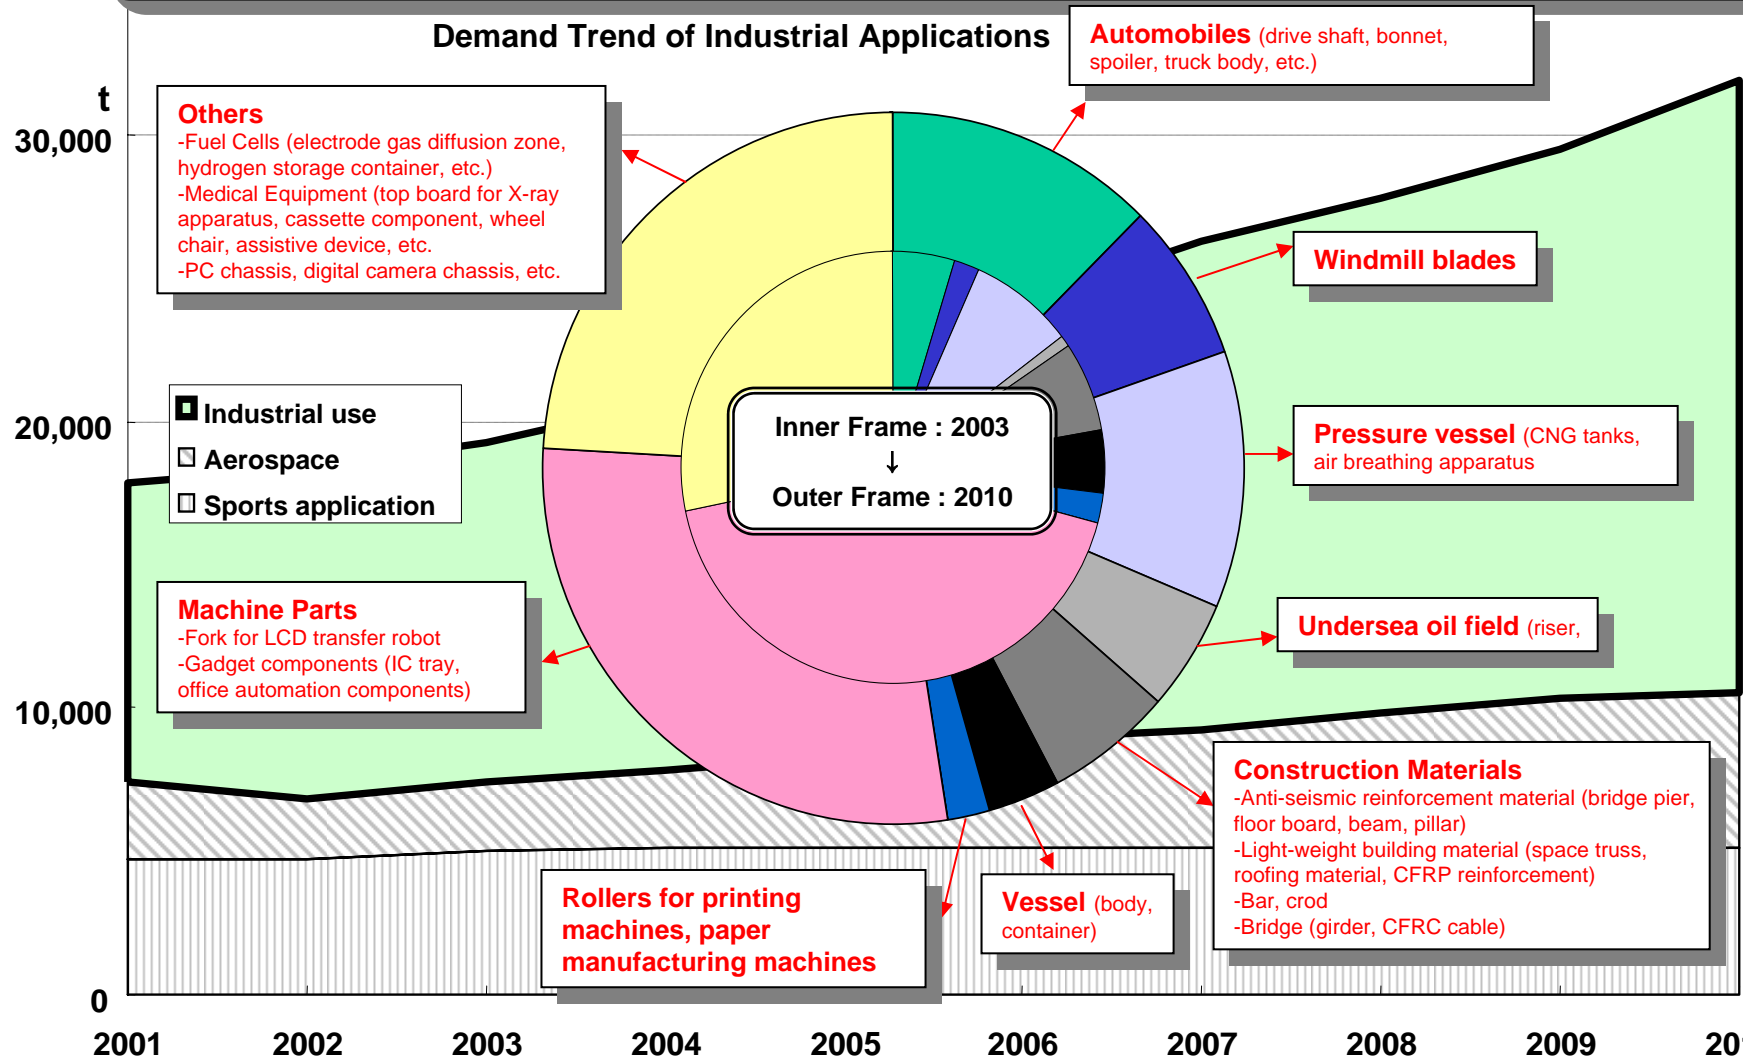 Demand Trend of Industrial Applications
Automobiles (drive shaft, bonnet,
spoiler, truck body, etc.)
t
30,000
20,000
10,000
0
Others
-Fuel Cells (electrode gas diffusion zone,
hydrogen storage container, etc.)
-Medical Equipment (top board for X-ray
apparatus, cassette component, wheel
chair, assistive device, etc.
-PC chassis, digital camera chassis, etc.
Windmill blades
Industrial use
Aerospace
Sports application
Inner Frame : 2003
↓
Outer Frame : 2010
Pressure vessel (CNG tanks,
air breathing apparatus
Machine Parts
-Fork for LCD transfer robot
-Gadget components (IC tray,
office automation components)
Undersea oil field (riser,
Construction Materials
-Anti-seismic reinforcement material (bridge pier,
floor board, beam, pillar)
-Light-weight building material (space truss,
roofing material, CFRP reinforcement)
-Bar, crod
-Bridge (girder, CFRC cable)
Rollers for printing
machines, paper
manufacturing machines
Vessel (body,
container)
2001 2002 2003 2004 2005 2006 2007 2008 2009